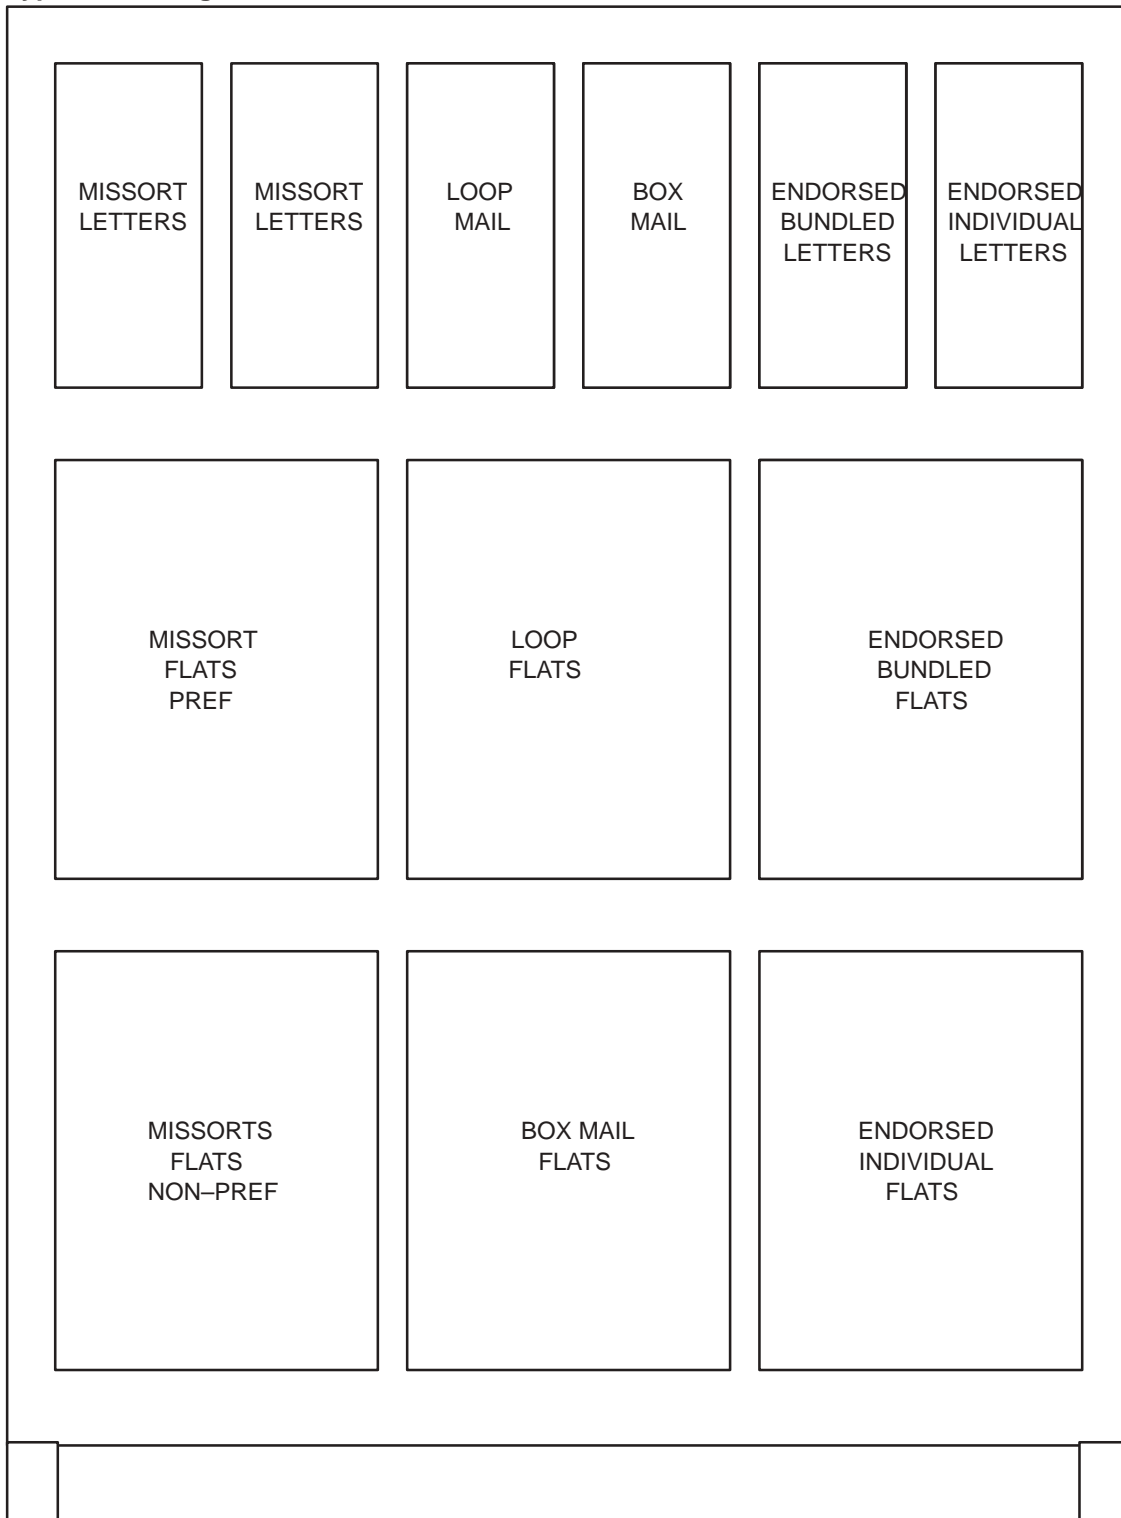 MISSORT
LETTERS
MISSORT
LETTERS
LOOP
MAIL
BOX
MAIL
ENDORSED
BUNDLED
LETTERS
ENDORSED
INDIVIDUAL
LETTERS
MISSORT
FLATS
PREF
LOOP
FLATS
ENDORSED
BUNDLED
FLATS
MISSORTS
FLATS
NON–PREF
BOX MAIL
FLATS
ENDORSED
INDIVIDUAL
FLATS